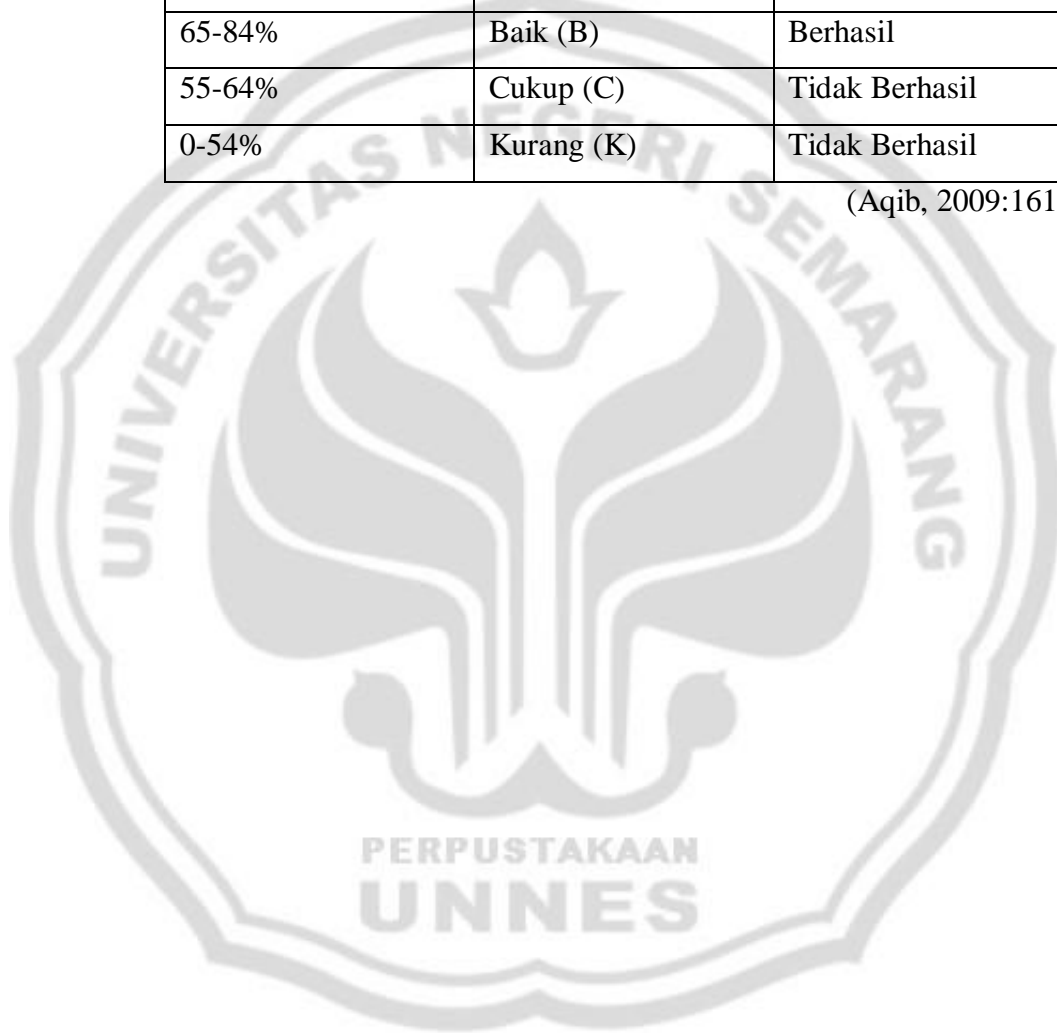 65-84% Baik (B) Berhasil
55-64% Cukup (C) Tidak Berhasil
0-54% Kurang (K) Tidak Berhasil
(Aqib, 2009:161
UNIVERSITAS NEGERI SEMARANG
PERPUSTAKAAN
UNNES